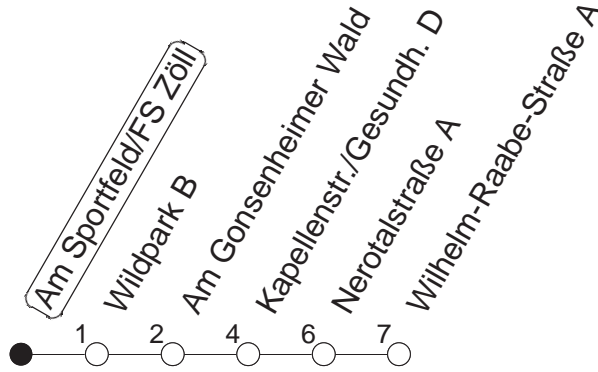 Am Sportfeld/FS Zöll
Wildpark B
Am Gonsenheimer Wald
Kapellenstr./Gesundh. D
Nerotalstraße A
Wilhelm-Raabe-Straße A
1 2 4 6 7